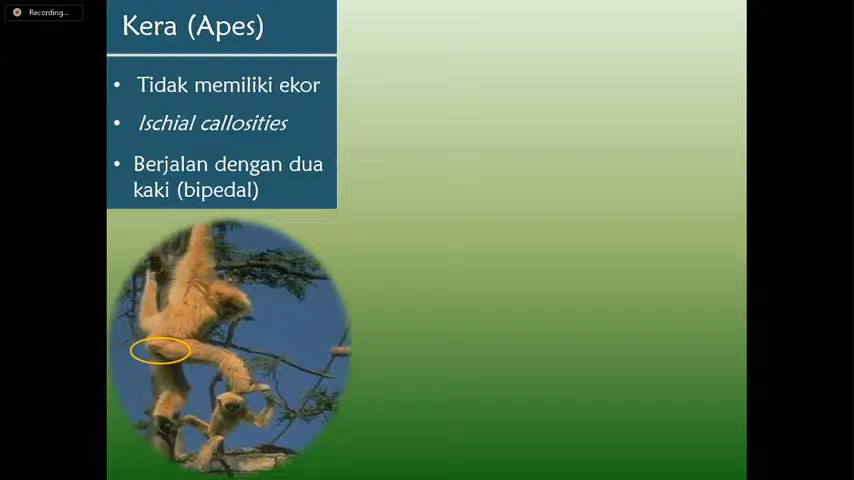 Recording...
Kera (Apes)
• Tidak memiliki ekor
• Ischial callosities
• Berjalan dengan dua
kaki (bipedal)